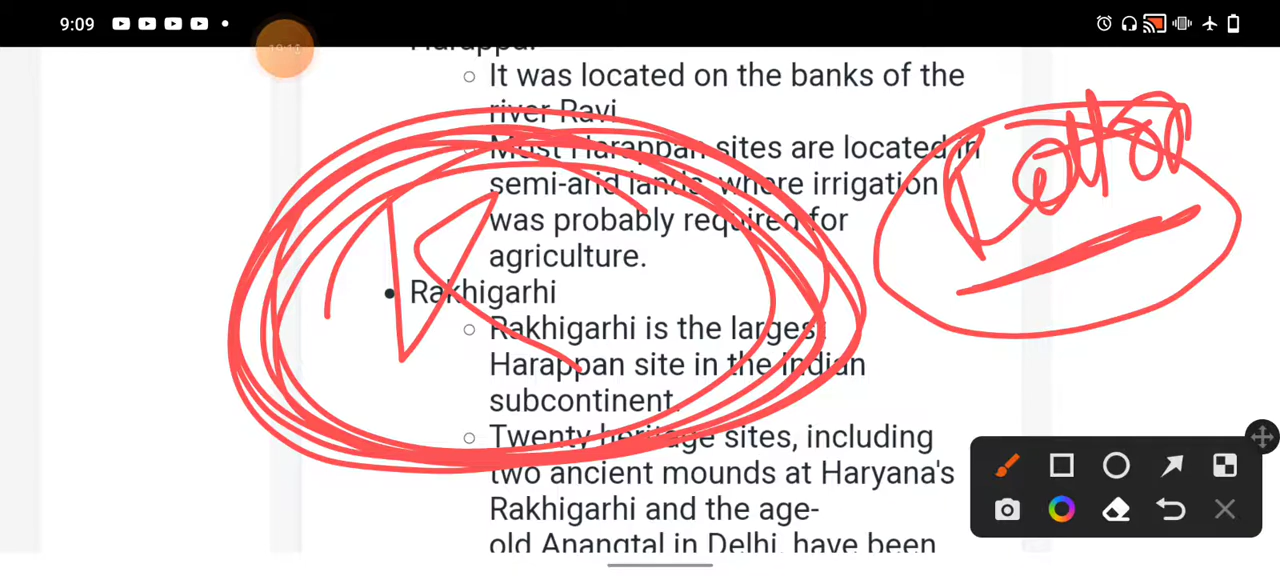 9:09
Harappa:
It was located on the banks of the
river Ravi
Most Harappan sites are located in
semi-arid lands, where irrigation
was probably required for
agriculture.
Rakhigarhi
Rakhigarhi is the largest
Harappan site in the Indian
subcontinent.
Twenty heritage sites, including
two ancient mounds at Haryana's
Rakhigarhi and the age-
old Anangtal in Delhi, have been